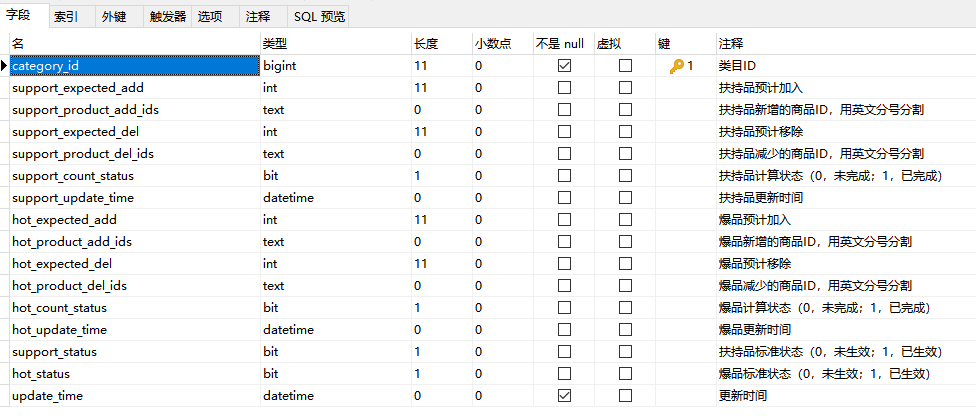 字段 索引 外键 触发器 选项 注释 SQL 预览
名 类型 长度 小数点 不是 null 虚拟 键 注释
category_id bigint 11 0 1 类目ID
support_expected_add int 11 0 扶持品预计加入
support_product_add_ids text 0 0 扶持品新增的商品ID，用英文分号分割
support_expected_del int 11 0 扶持品预计移除
support_product_del_ids text 0 0 扶持品减少的商品ID，用英文分号分割
support_count_status bit 1 0 扶持品计算状态（0，未完成；1，已完成）
support_update_time datetime 0 0 扶持品更新时间
hot_expected_add int 11 0 爆品预计加入
hot_product_add_ids text 0 0 爆品新增的商品ID，用英文分号分割
hot_expected_del int 11 0 爆品预计移除
hot_product_del_ids text 0 0 爆品减少的商品ID，用英文分号分割
hot_count_status bit 1 0 爆品计算状态（0，未完成；1，已完成）
hot_update_time datetime 0 0 爆品更新时间
support_status bit 1 0 扶持品标准状态（0，未生效；1，已生效）
hot_status bit 1 0 爆品标准状态（0，未生效；1，已生效）
update_time datetime 0 0 更新时间